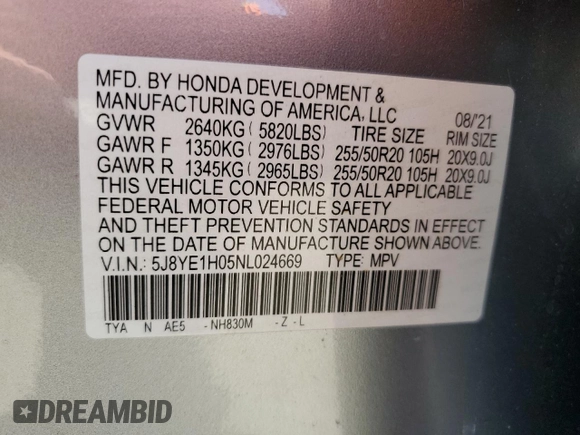 MFD. BY HONDA DEVELOPMENT &
MANUFACTURING OF AMERICA, LLC 08/'21
GVWR 2640KG ( 5820LBS) TIRE SIZE RIM SIZE
GAWR F 1350KG ( 2976LBS) 255/50R20 105H 20X9.0J
GAWR R 1345KG ( 2965LBS) 255/50R20 105H 20X9.0J
THIS VEHICLE CONFORMS TO ALL APPLICABLE
FEDERAL MOTOR VEHICLE SAFETY
AND THEFT PREVENTION STANDARDS IN EFFECT
ON THE DATE OF MANUFACTURE SHOWN ABOVE.
V.I.N.: 5J8YE1H05NL024669 TYPE: MPV
TYA N AE5 -NH830M -Z-L
DREAMBID